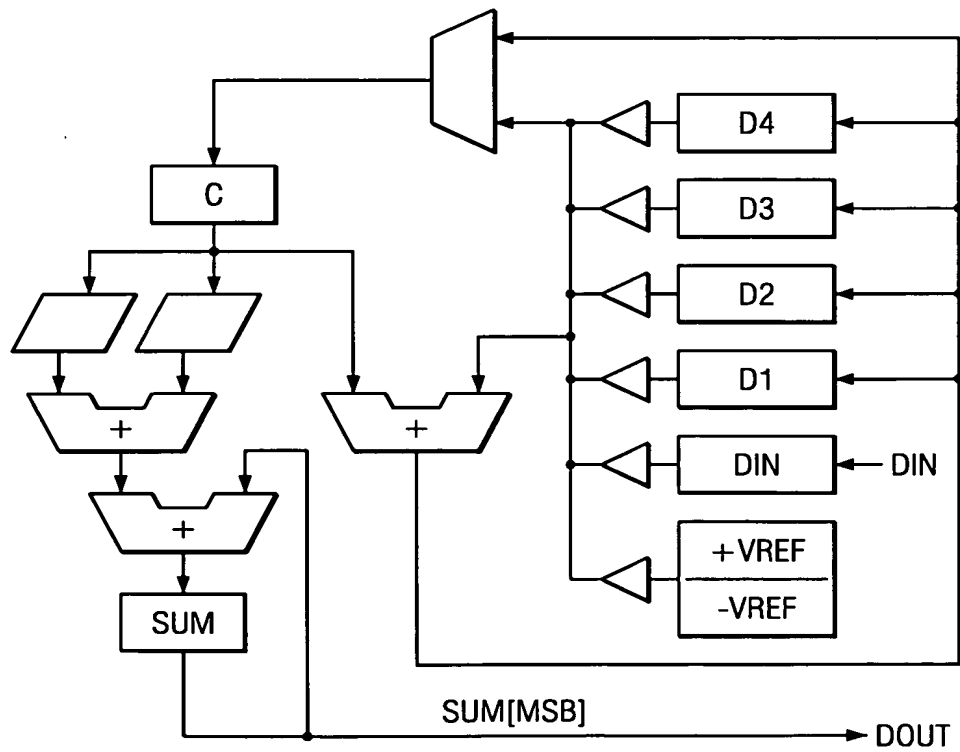 D4
C
D3
D2
D1
+
+
DIN
DIN
+
+VREF
-VREF
SUM
SUM[MSB]
DOUT